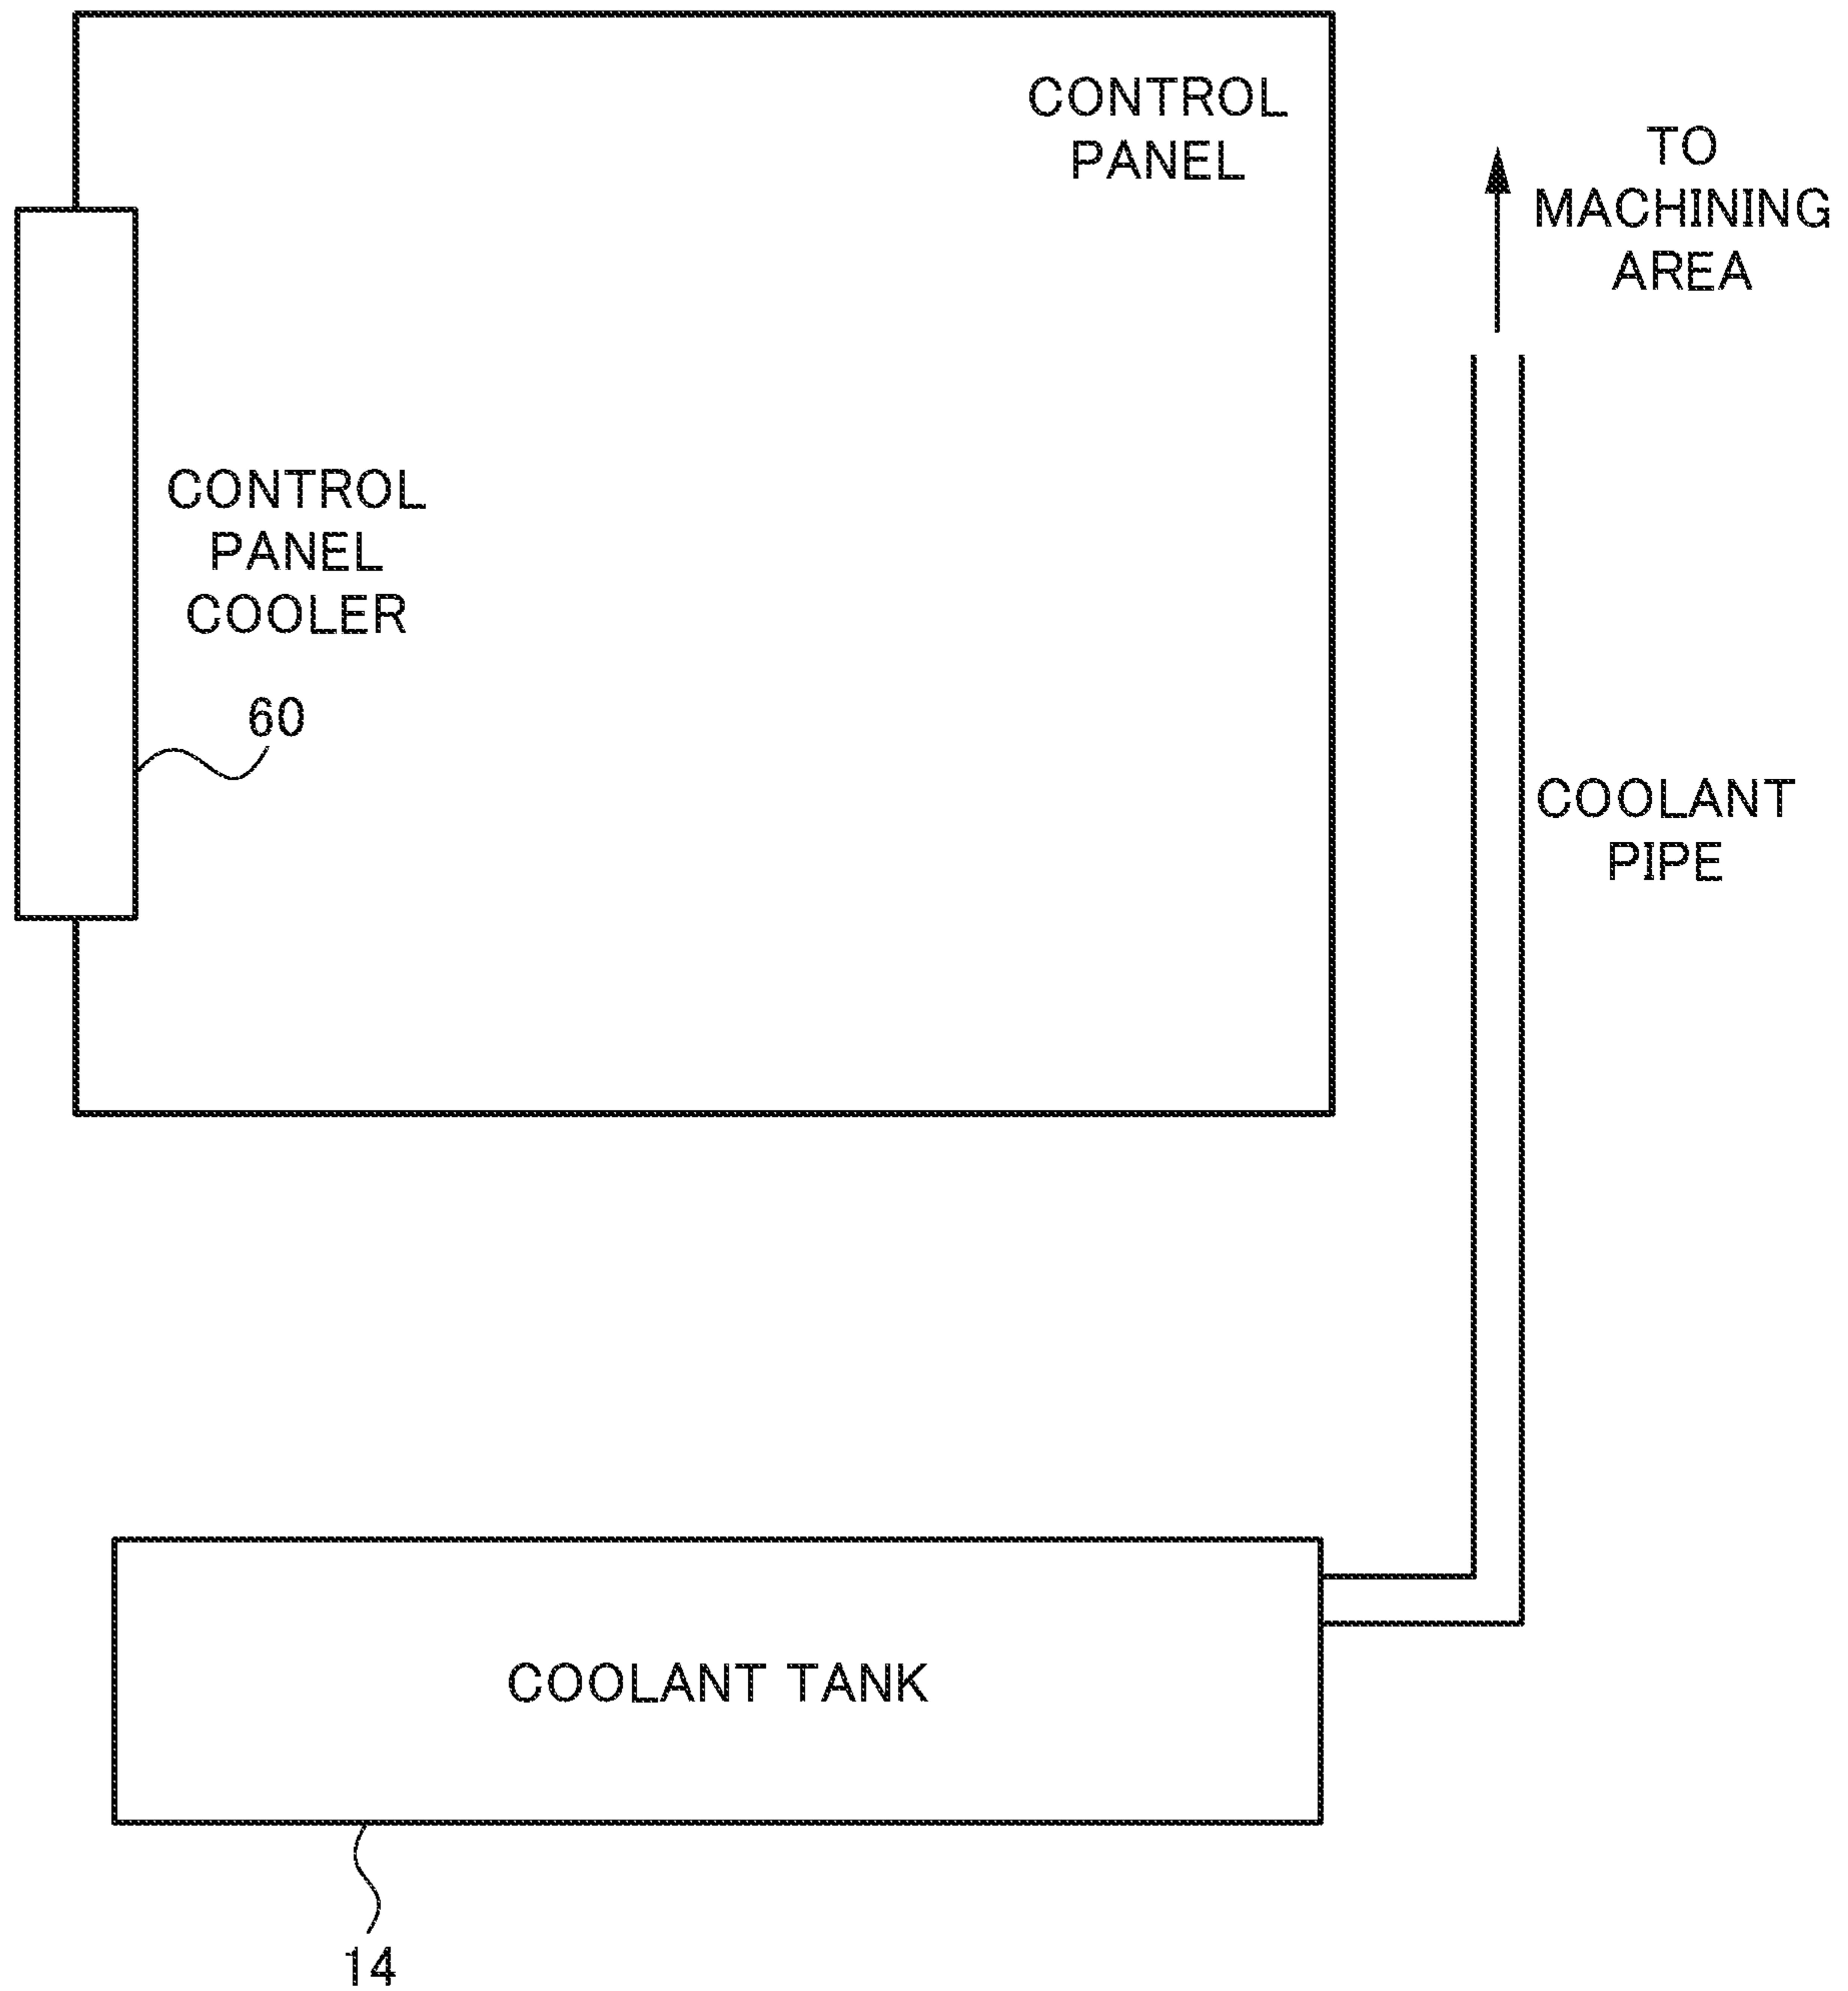 CONTROL
PANEL
TO
MACHINING
AREA
CONTROL
PANEL
COOLER
60
COOLANT
PIPE
COOLANT TANK
14